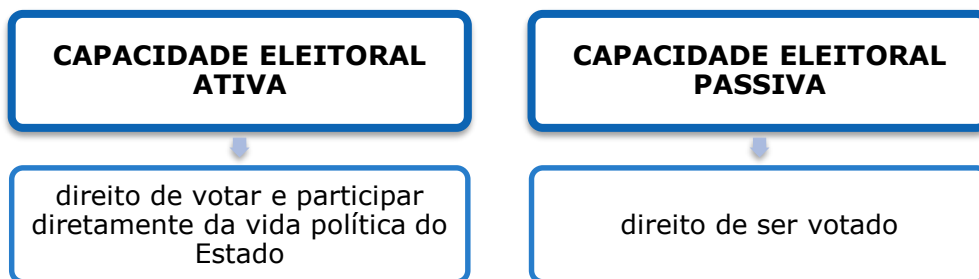 CAPACIDADE ELEITORAL
ATIVA
direito de votar e participar
diretamente da vida política do
Estado
CAPACIDADE ELEITORAL
PASSIVA
direito de ser votado